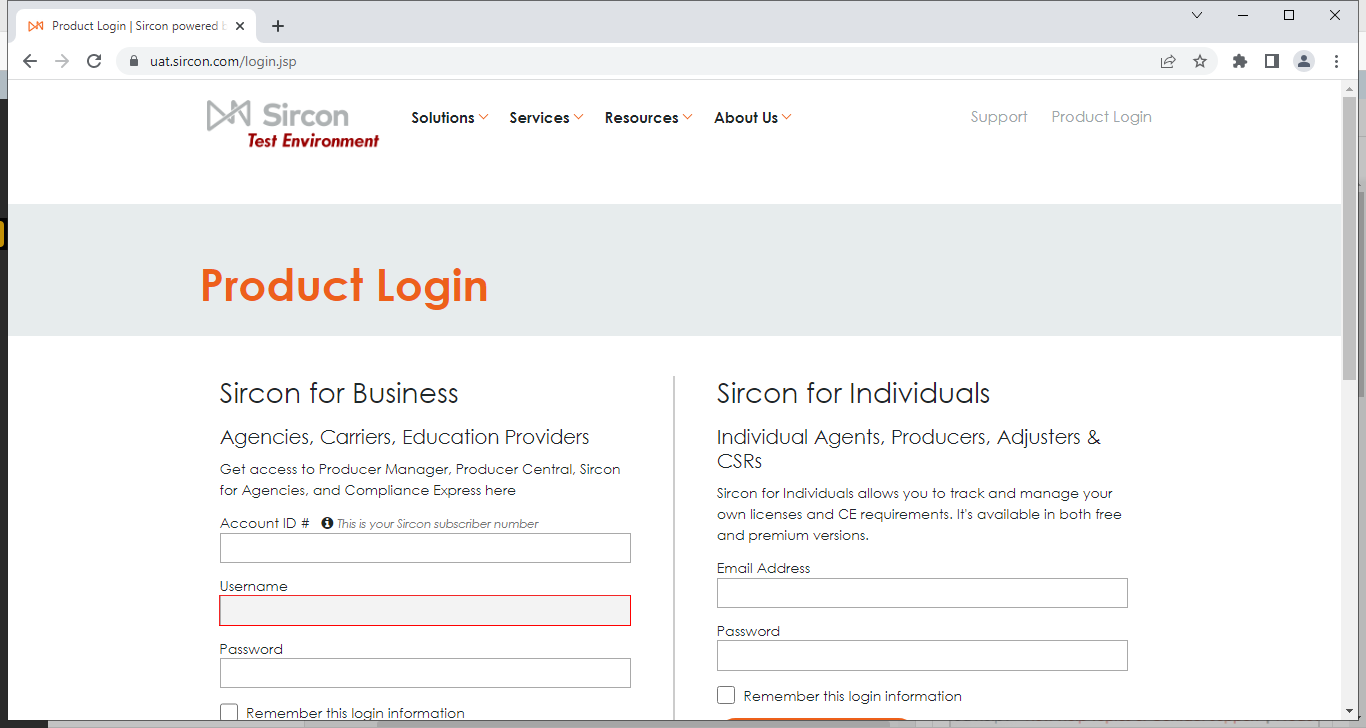 Product Login | Sircon powered
uat.sircon.com/login.jsp
Sircon
Test Environment
Solutions
Services
Resources
About Us
Support
Product Login
Product Login
Sircon for Business
Agencies, Carriers, Education Providers
Get access to Producer Manager, Producer Central, Sircon
for Agencies, and Compliance Express here
Account ID # This is your Sircon subscriber number
Username
Password
Remember this login information
Sircon for Individuals
Individual Agents, Producers, Adjusters &
CSRs
Sircon for Individuals allows you to track and manage your
own licenses and CE requirements. It's available in both free
and premium versions.
Email Address
Password
Remember this login information